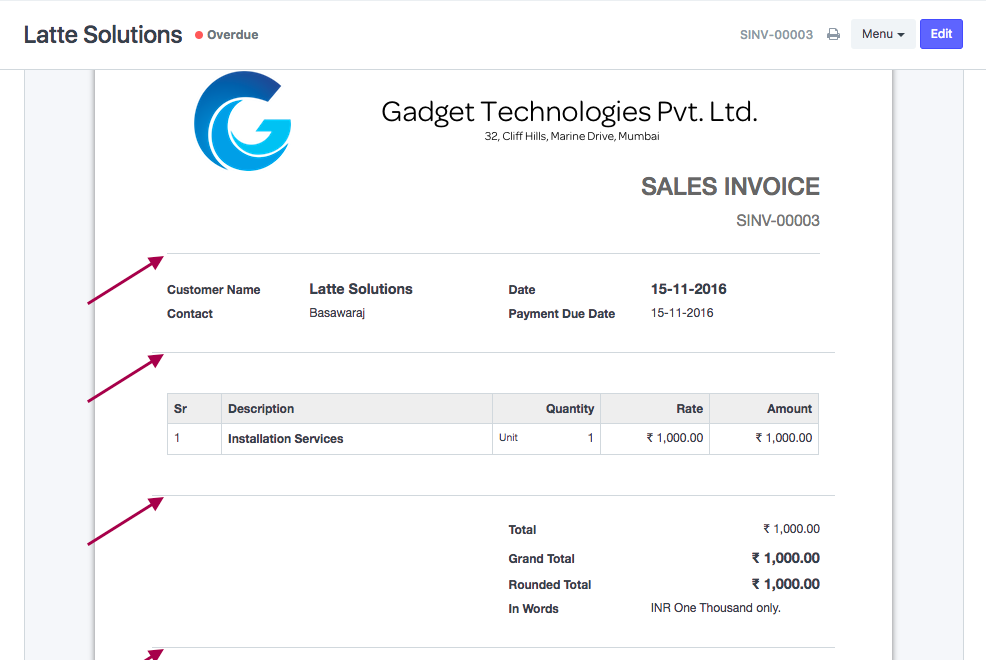 Latte Solutions Overdue SINV-00003 Menu Edit
Gadget Technologies Pvt. Ltd.
32, Cliff Hills, Marine Drive, Mumbai
SALES INVOICE
SINV-00003
Customer Name Latte Solutions Date 15-11-2016
Contact Basawaraj Payment Due Date 15-11-2016
Sr Description Quantity Rate Amount
1 Installation Services Unit 1 ₹ 1,000.00 ₹ 1,000.00
Total ₹ 1,000.00
Grand Total ₹ 1,000.00
Rounded Total ₹ 1,000.00
In Words INR One Thousand only.